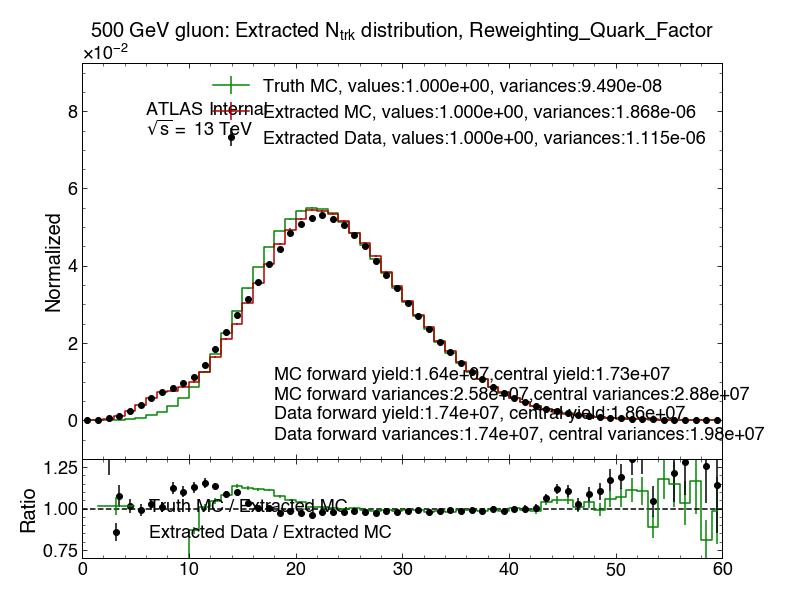 500 GeV gluon: Extracted Ntrk distribution, Reweighting_Quark_Factor
×10−2
Truth MC, values:1.000e+00, variances:9.490e-08
ATLAS Internal
Extracted MC, values:1.000e+00, variances:1.868e-06
√s = 13 TeV
Extracted Data, values:1.000e+00, variances:1.115e-06
8
6
4
2
0
Normalized
MC forward yield:1.64e+07,central yield:1.73e+07
MC forward variances:2.58e+07,central variances:2.88e+07
Data forward yield:1.74e+07, central yield:1.86e+07
Data forward variances:1.74e+07, central variances:1.98e+07
1.25
1.00
0.75
Ratio
Truth MC / Extracted MC
Extracted Data / Extracted MC
0 10 20 30 40 50 60